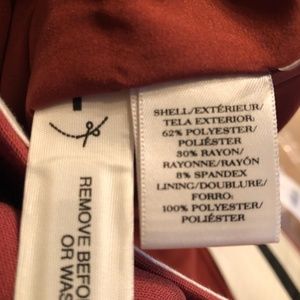 SHELL/EXTÉRIEUR/
TELA EXTERIOR:
62% POLYESTER/
POLIÉSTER
30% RAYON/
RAYONNE/RAYÓN
8% SPANDEX
LINING/DOUBLURE/
FORRO:
100% POLYESTER/
POLIÉSTER
REMOVE BEFO
OR WAS